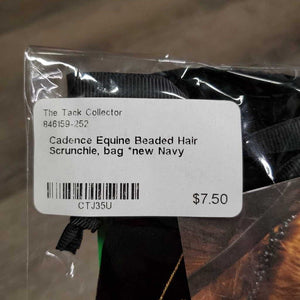 The Tack Collector
846159-252
Cadence Equine Beaded Hair
Scrunchie, bag *new Navy
$7.50
CTJ35U